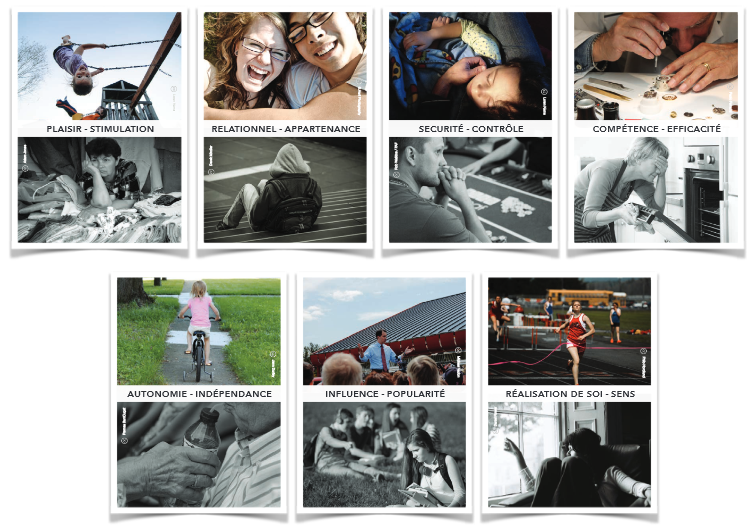 PLAISIR - STIMULATION
RELATIONNEL - APPARTENANCE
SECURITÉ - CONTRÔLE
COMPÉTENCE - EFFICACITÉ
AUTONOMIE - INDÉPENDANCE
INFLUENCE - POPULARITÉ
RÉALISATION DE SOI - SENS